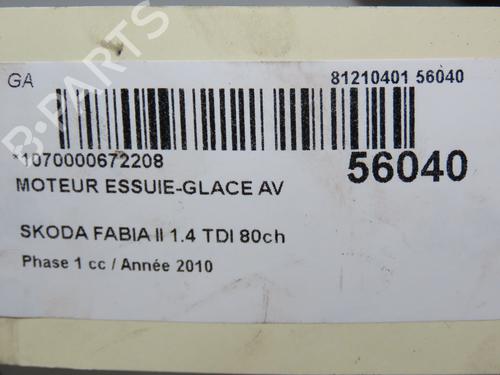 GA
81210401 56040
*1070000672208
56040
MOTEUR ESSUIE-GLACE AV
SKODA FABIA II 1.4 TDI 80ch
Phase 1 cc / Année 2010
B-PARTS